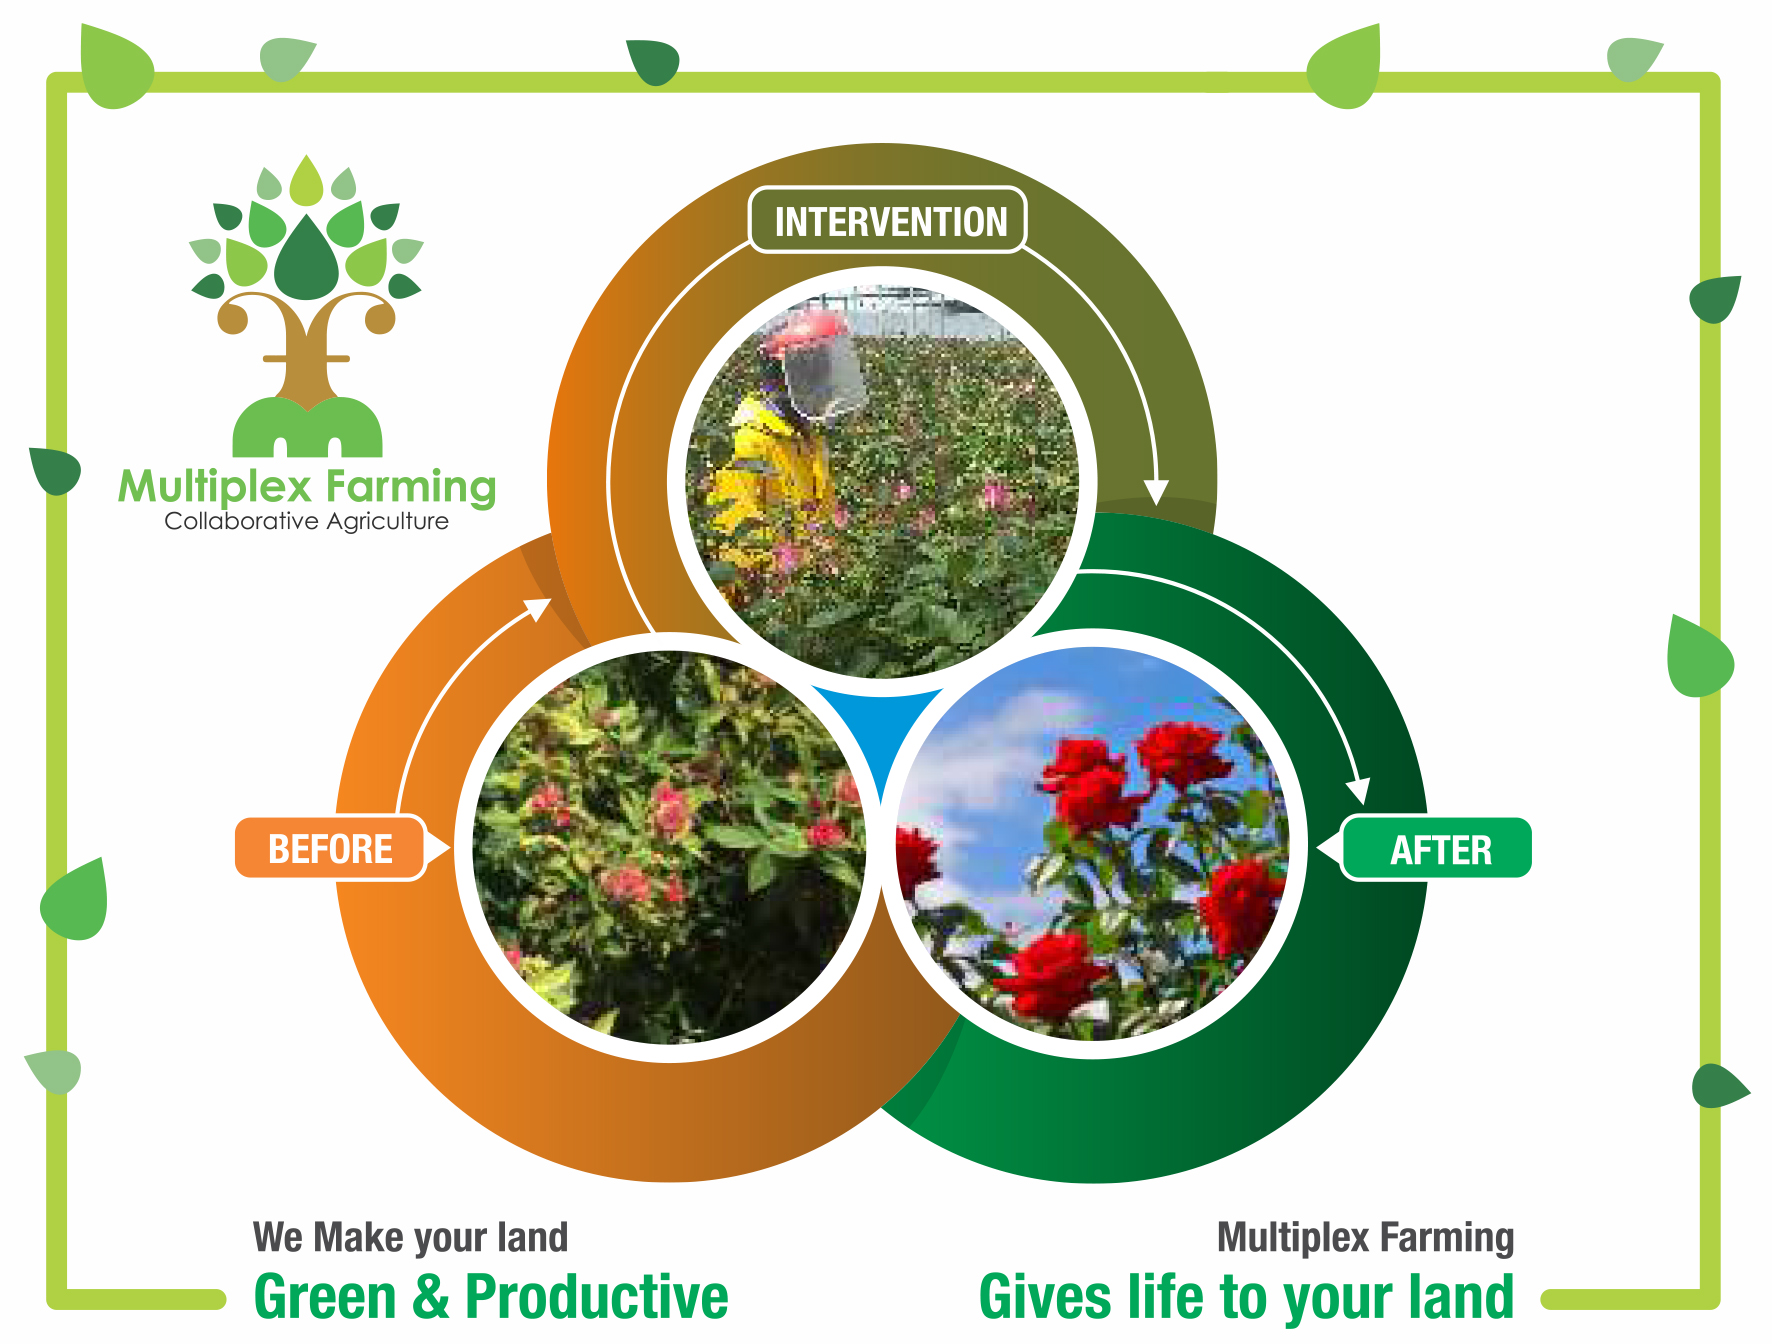 INTERVENTION
Multiplex Farming
Collaborative Agriculture
BEFORE
AFTER
We Make your land
Green & Productive
Multiplex Farming
Gives life to your land